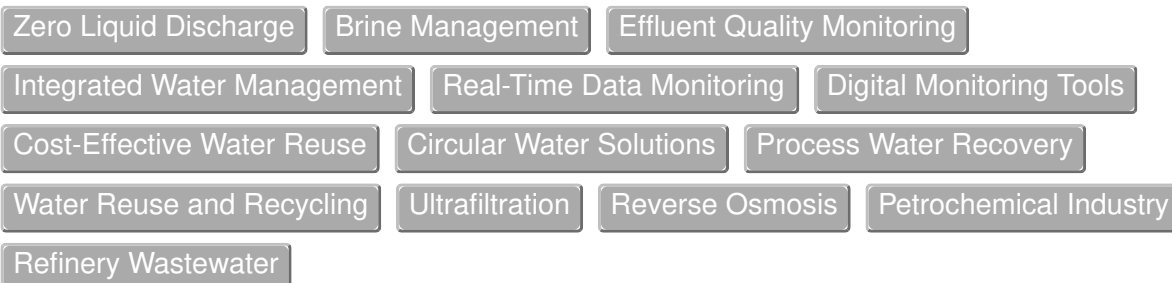 Zero Liquid Discharge Brine Management Effluent Quality Monitoring
Integrated Water Management Real-Time Data Monitoring Digital Monitoring Tools
Cost-Effective Water Reuse Circular Water Solutions Process Water Recovery
Water Reuse and Recycling Ultrafiltration Reverse Osmosis Petrochemical Industry
Refinery Wastewater